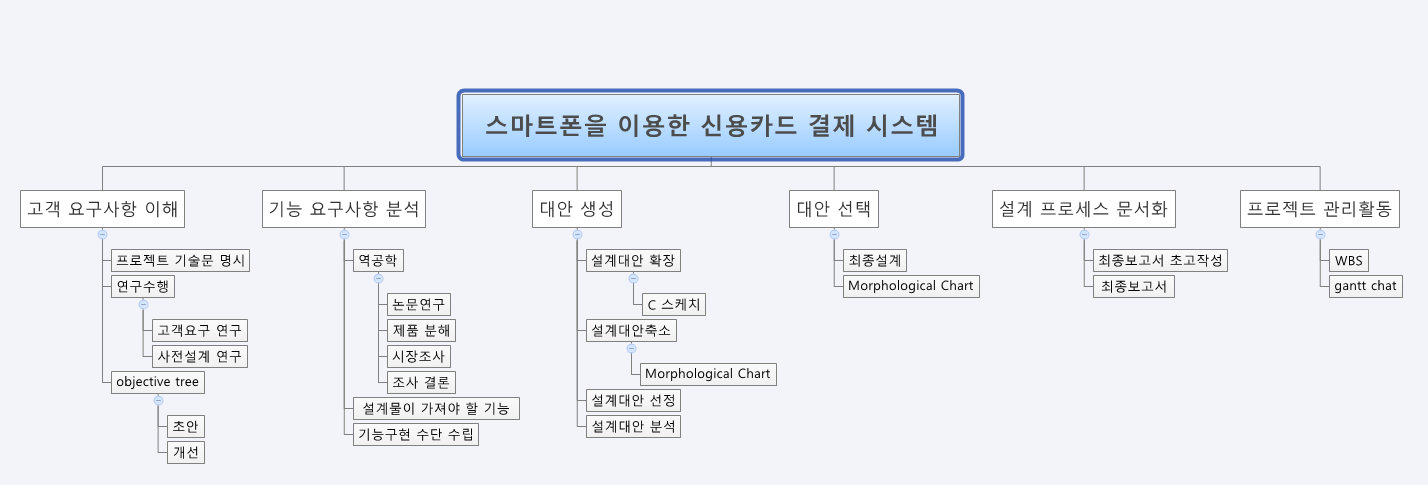 스마트폰을 이용한 신용카드 결제 시스템
고객 요구사항 이해
프로젝트 기술문 명시
연구수행
고객요구 연구
사전설계 연구
objective tree
초안
개선
기능 요구사항 분석
역공학
논문연구
제품 분해
시장조사
조사 결론
설계물이 가져야 할 기능
기능구현 수단 수립
대안 생성
설계대안 확장
C 스케치
설계대안축소
Morphological Chart
설계대안 선정
설계대안 분석
대안 선택
최종설계
Morphological Chart
설계 프로세스 문서화
최종보고서 초고작성
최종보고서
프로젝트 관리활동
WBS
gantt chat